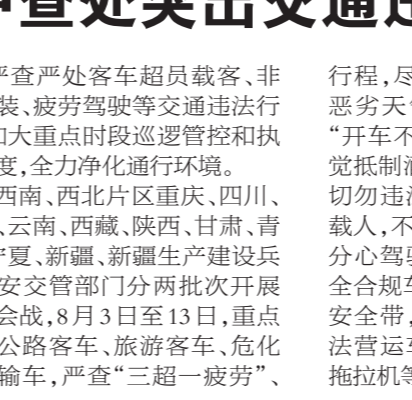 查处突出交通
严查严处客车超员载客、非
装、疲劳驾驶等交通违法行
加大重点时段巡逻管控和执
度,全力净化通行环境。
西南、西北片区重庆、四川、
、云南、西藏、陕西、甘肃、青
宁夏、新疆、新疆生产建设兵
安交管部门分两批次开展
会战,8月3日至13日,重点
公路客车、旅游客车、危化
输车,严查“三超一疲劳”、
行程,尽
恶劣天
“开车不
觉抵制
切勿违
载人,不
分心驾
全合规
安全带,
法营运
拖拉机等